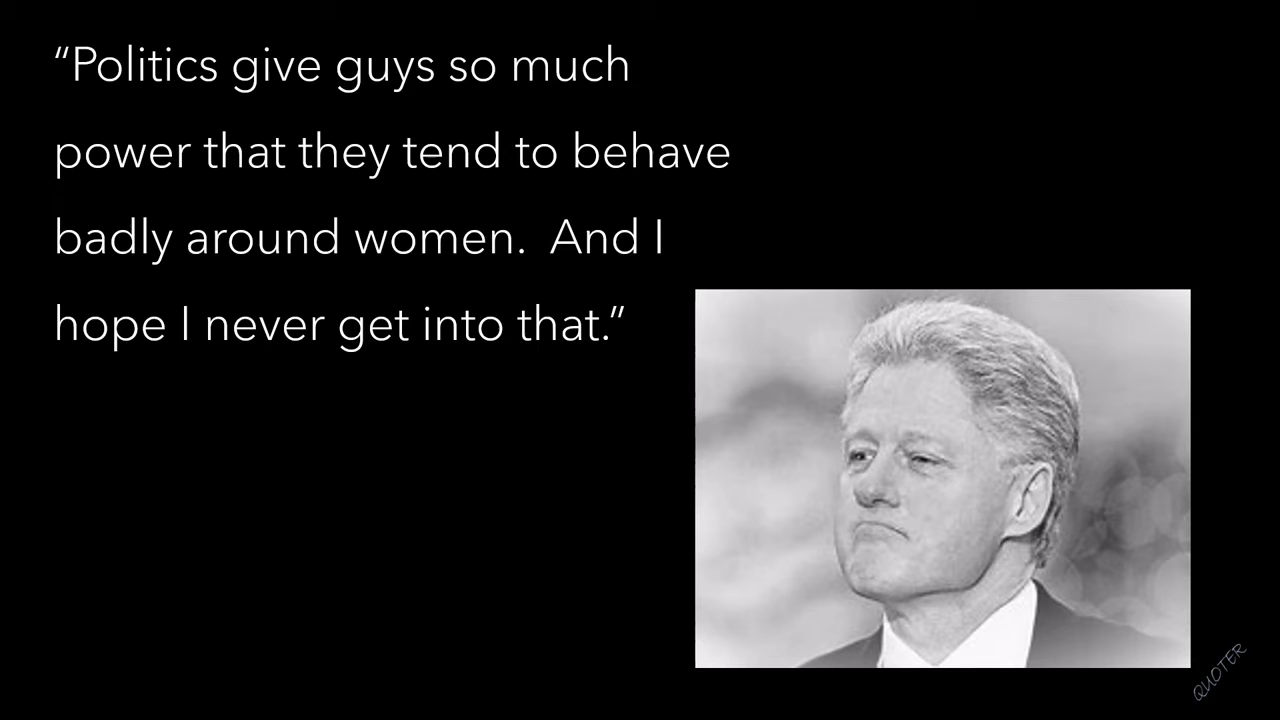 “Politics give guys so much
power that they tend to behave
badly around women.  And I
hope I never get into that.”
QUOTER